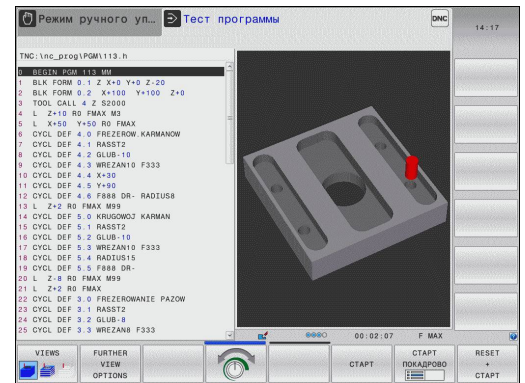 Режим ручного уп…
Тест программы
DNC
14:17
TNC:\nc_prog\PGM\113.h
0 BEGIN PGM 113 MM
1 BLK FORM 0.1 Z X+0 Y+0 Z-20
2 BLK FORM 0.2 X+100 Y+100 Z+0
3 TOOL CALL 4 Z S2000
4 L Z+10 R0 FMAX M3
5 L X+50 Y+50 R0 FMAX
6 CYCL DEF 4.0 FREZEROW.KARMANOW
7 CYCL DEF 4.1 RASST2
8 CYCL DEF 4.2 GLUB-10
9 CYCL DEF 4.3 WREZAN10 F333
10 CYCL DEF 4.4 X+30
11 CYCL DEF 4.5 Y+90
12 CYCL DEF 4.6 F888 DR- RADIUS8
13 L Z+2 R0 FMAX M99
14 CYCL DEF 5.0 KRUGOWOJ KARMAN
15 CYCL DEF 5.1 RASST2
16 CYCL DEF 5.2 GLUB-10
17 CYCL DEF 5.3 WREZAN10 F333
18 CYCL DEF 5.4 RADIUS15
19 CYCL DEF 5.5 F888 DR-
20 L Z-8 R0 FMAX M99
21 L Z+2 R0 FMAX
22 CYCL DEF 3.0 FREZEROWANIE PAZOW
23 CYCL DEF 3.1 RASST2
24 CYCL DEF 3.2 GLUB-8
25 CYCL DEF 3.3 WREZAN8 F333
00:02:07 F MAX
VIEWS
FURTHER
VIEW
OPTIONS
СТАРТ
СТАРТ
ПОКАДРОВО
RESET
+
СТАРТ